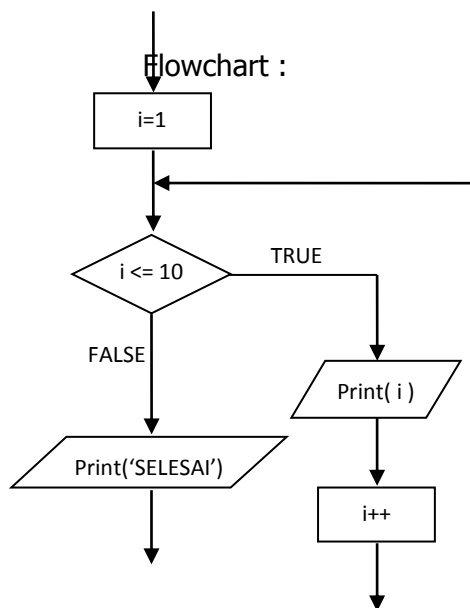 Flowchart :
i=1
i <= 10
TRUE
FALSE
Print( i )
Print(‘SELESAI’)
i++